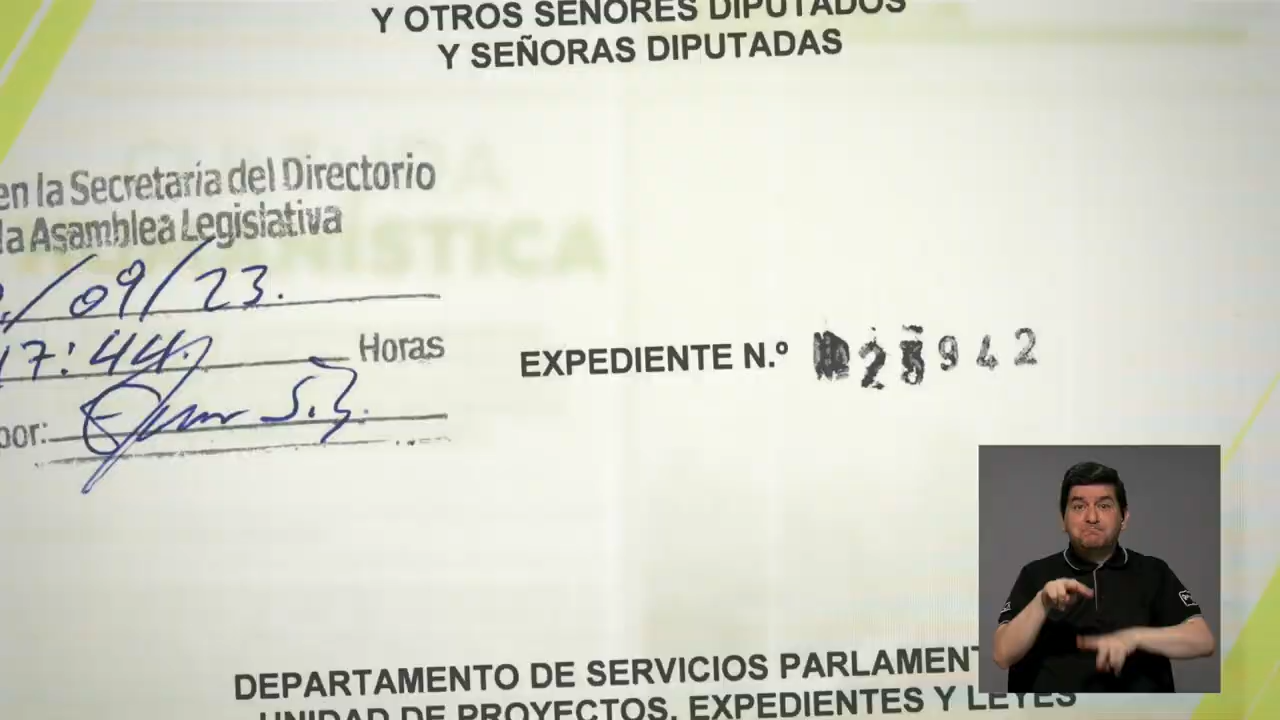 Y OTROS SEÑORES DIPUTADOS
Y SEÑORAS DIPUTADAS
en la Secretaría del Directorio
la Asamblea Legislativa
/09/23.
17:44 Horas
por:
EXPEDIENTE N.º 942
DEPARTAMENTO DE SERVICIOS PARLAMENT
UNIDAD DE PROYECTOS, EXPEDIENTES Y LEYES